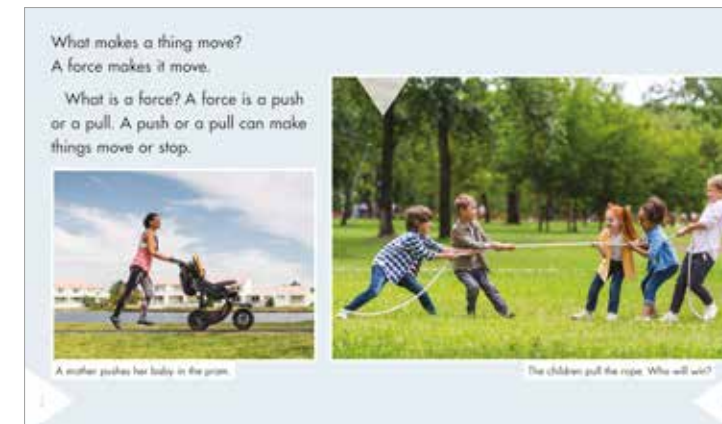 What makes a thing move?
A force makes it move.
What is a force? A force is a push
or a pull. A push or a pull can make
things move or stop.
A mother pushes her baby in the pram.
The children pull the rope. Who will win?